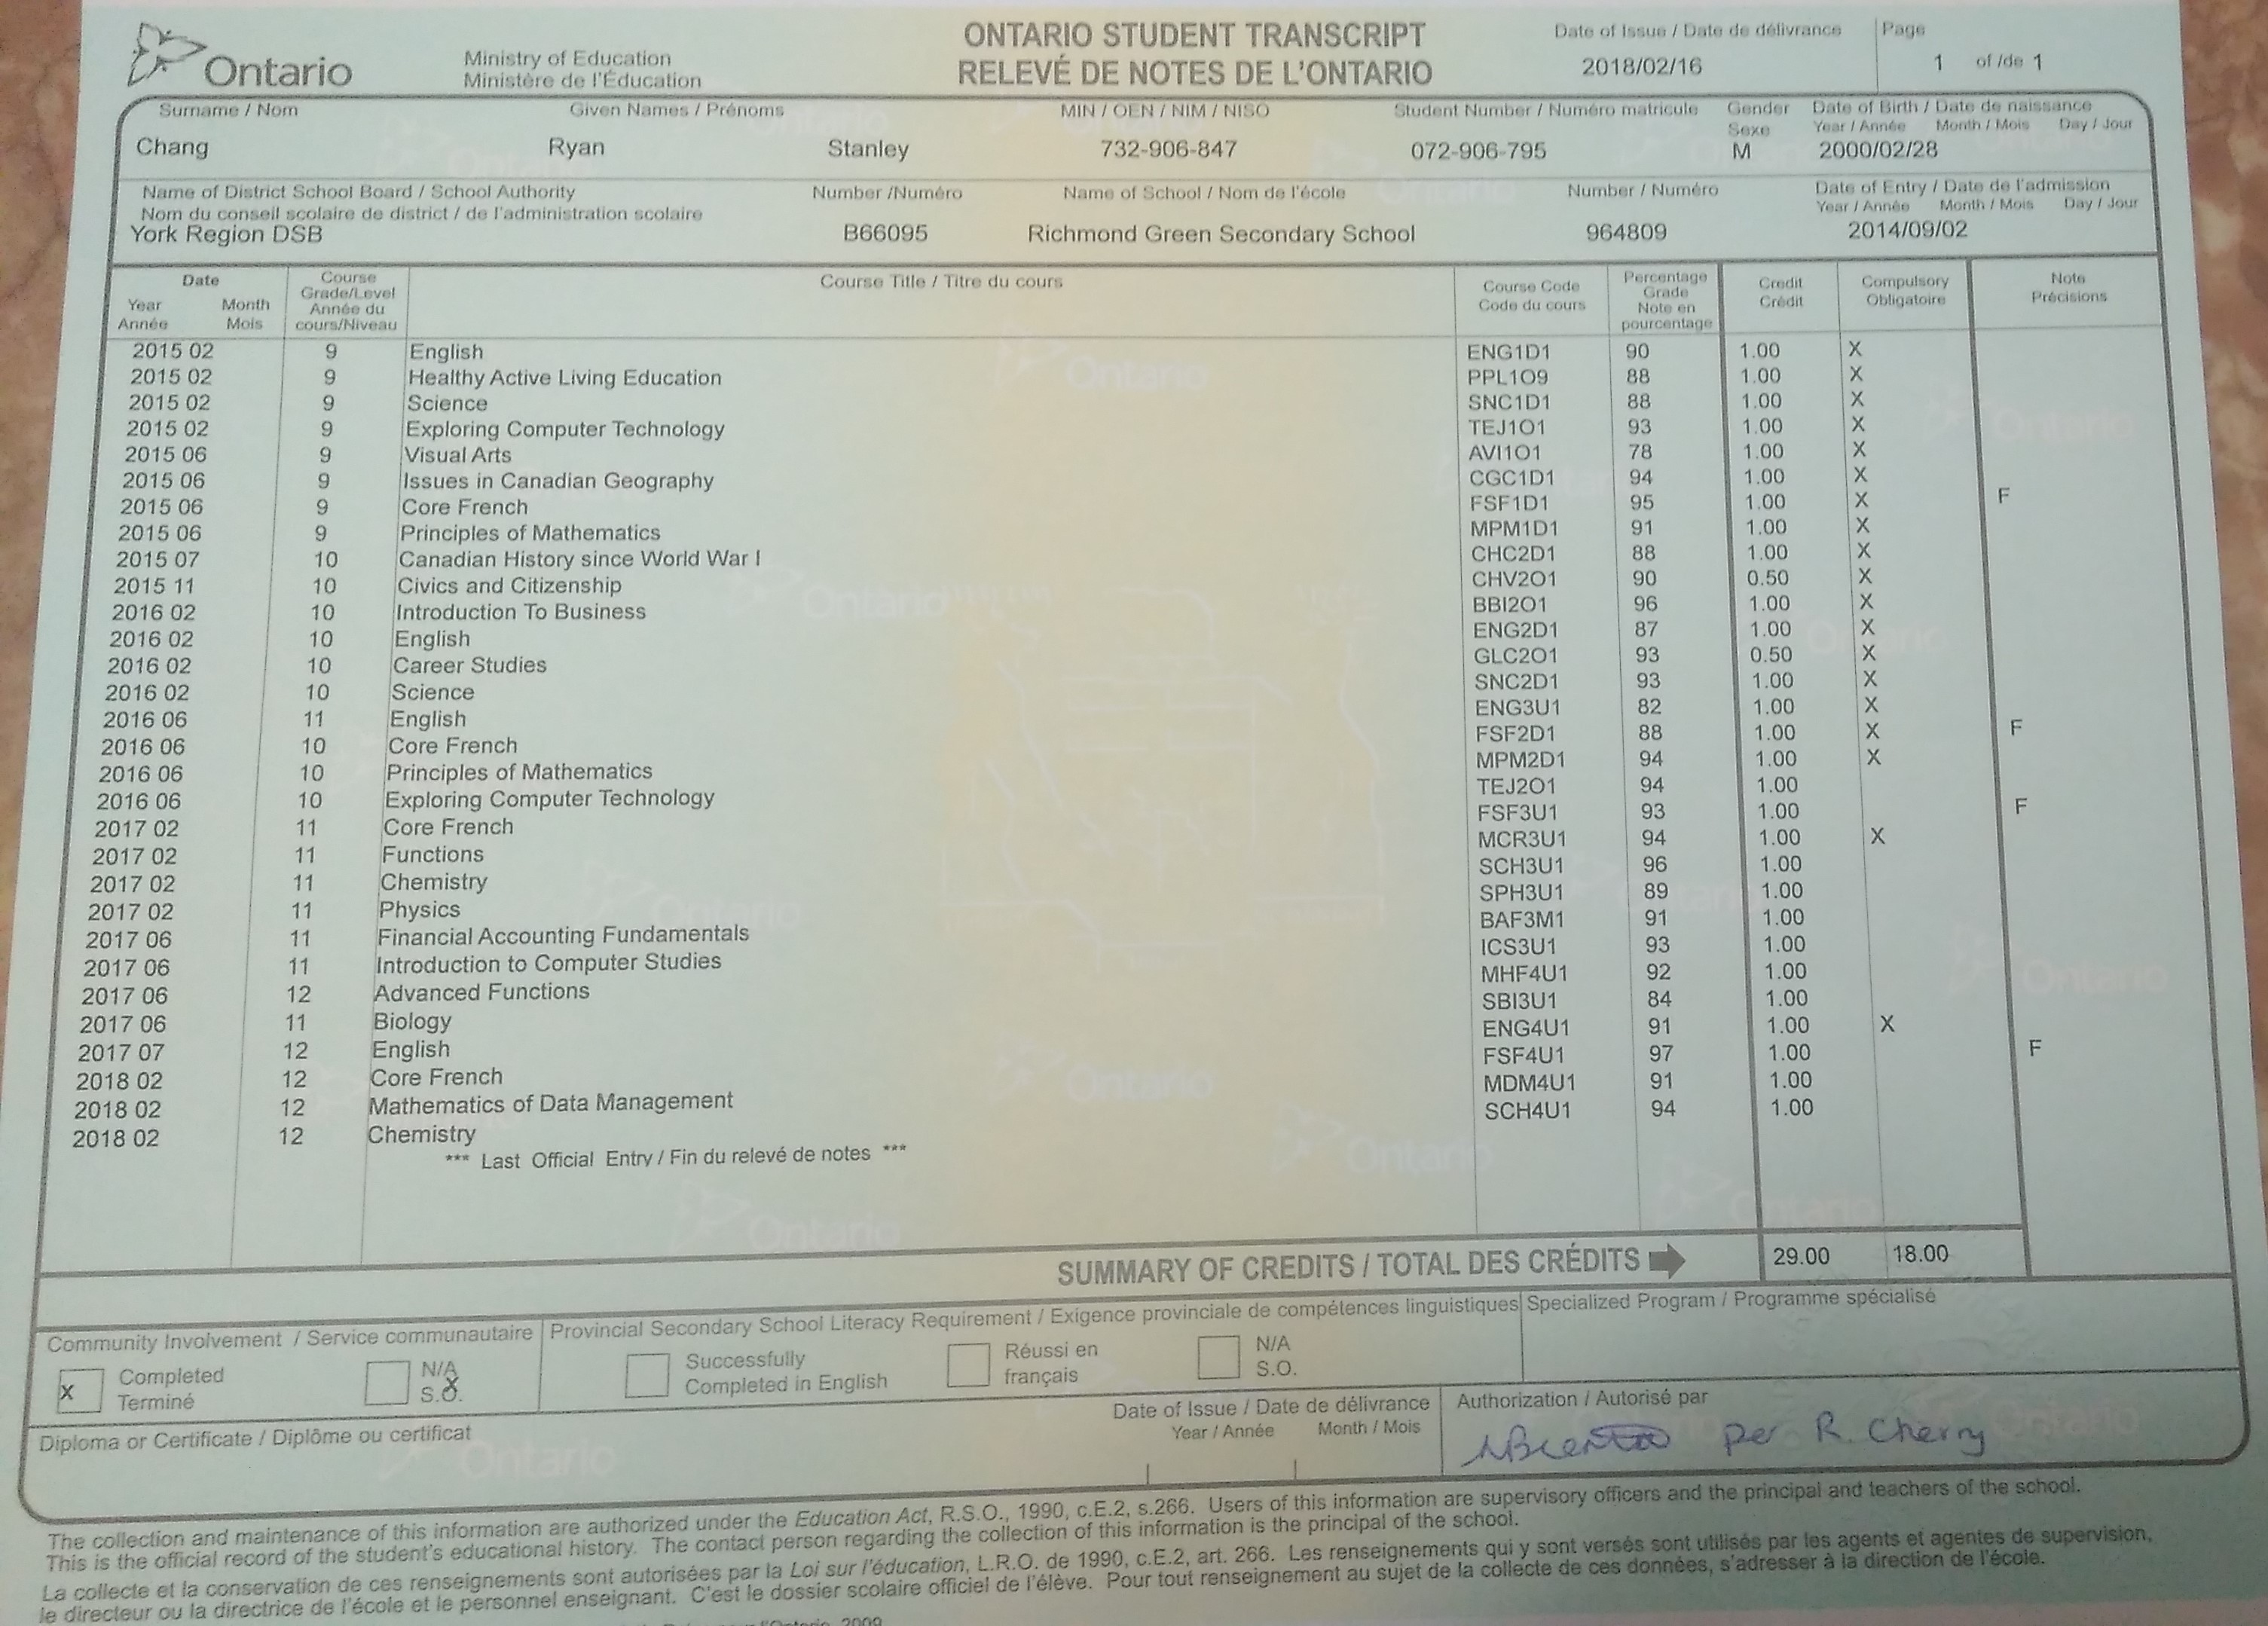 Ontario
Ministry of Education
Ministère de l'Éducation
ONTARIO STUDENT TRANSCRIPT
RELEVÉ DE NOTES DE L'ONTARIO
Date of Issue / Date de délivrance
2018/02/16
Page
1 of /de 1
Surname / Nom Given Names / Prénoms MIN / OEN / NIM / NISO Student Number / Numéro matricule Gender Sexe Date of Birth / Date de naissance
Year / Année Month / Mois Day / Jour
Chang Ryan Stanley 732-906-847 072-906-795 M 2000/02/28
Name of District School Board / School Authority Number /Numéro Name of School / Nom de l'école Number / Numéro Date of Entry / Date de l'admission
Nom du conseil scolaire de district / de l'administration scolaire Year / Année Month / Mois Day / Jour
York Region DSB B66095 Richmond Green Secondary School 964809 2014/09/02
Date
Year Année
Month Mois
Course Grade/Level
Année du cours/Niveau
Course Title / Titre du cours
Course Code
Code du cours
Percentage Grade
Note en pourcentage
Credit
Crédit
Compulsory
Obligatoire
Note
Précisions
2015 02 9 English ENG1D1 90 1.00 X
2015 02 9 Healthy Active Living Education PPL1O9 88 1.00 X
2015 02 9 Science SNC1D1 88 1.00 X
2015 02 9 Exploring Computer Technology TEJ1O1 93 1.00 X
2015 06 9 Visual Arts AVI1O1 78 1.00 X
2015 06 9 Issues in Canadian Geography CGC1D1 94 1.00 X
2015 06 9 Core French FSF1D1 95 1.00 X F
2015 06 9 Principles of Mathematics MPM1D1 91 1.00 X
2015 07 10 Canadian History since World War I CHC2D1 88 1.00 X
2015 11 10 Civics and Citizenship CHV2O1 90 0.50 X
2016 02 10 Introduction To Business BBI2O1 96 1.00 X
2016 02 10 English ENG2D1 87 1.00 X
2016 02 10 Career Studies GLC2O1 93 0.50 X
2016 02 10 Science SNC2D1 93 1.00 X
2016 06 11 English ENG3U1 82 1.00 X
2016 06 10 Core French FSF2D1 88 1.00 X F
2016 06 10 Principles of Mathematics MPM2D1 94 1.00 X
2016 06 10 Exploring Computer Technology TEJ2O1 94 1.00
2017 02 11 Core French FSF3U1 93 1.00 F
2017 02 11 Functions MCR3U1 94 1.00 X
2017 02 11 Chemistry SCH3U1 96 1.00
2017 02 11 Physics SPH3U1 89 1.00
2017 06 11 Financial Accounting Fundamentals BAF3M1 91 1.00
2017 06 11 Introduction to Computer Studies ICS3U1 93 1.00
2017 06 12 Advanced Functions MHF4U1 92 1.00
2017 06 11 Biology SBI3U1 84 1.00
2017 07 12 English ENG4U1 91 1.00 X
2018 02 12 Core French FSF4U1 97 1.00 F
2018 02 12 Mathematics of Data Management MDM4U1 91 1.00
2018 02 12 Chemistry SCH4U1 94 1.00
*** Last Official Entry / Fin du relevé de notes ***
SUMMARY OF CREDITS / TOTAL DES CRÉDITS 29.00 18.00
Community Involvement / Service communautaire
X Completed
Terminé
N/A
S.O.
X
Provincial Secondary School Literacy Requirement / Exigence provinciale de compétences linguistiques
Successfully
Completed in English
Réussi en
français
N/A
S.O.
Specialized Program / Programme spécialisé
Diploma or Certificate / Diplôme ou certificat
Date of Issue / Date de délivrance
Year / Année Month / Mois
Authorization / Autorisé par
per R. Cherry
The collection and maintenance of this information are authorized under the Education Act, R.S.O., 1990, c.E.2, s.266. Users of this information are supervisory officers and the principal and teachers of the school.
This is the official record of the student's educational history. The contact person regarding the collection of this information is the principal of the school.
La collecte et la conservation de ces renseignements sont autorisées par la Loi sur l'éducation, L.R.O. de 1990, c.E.2, art. 266. Les renseignements qui y sont versés sont utilisés par les agents et agentes de supervision,
le directeur ou la directrice de l'école et le personnel enseignant. C'est le dossier scolaire officiel de l'élève. Pour tout renseignement au sujet de la collecte de ces données, s'adresser à la direction de l'école.